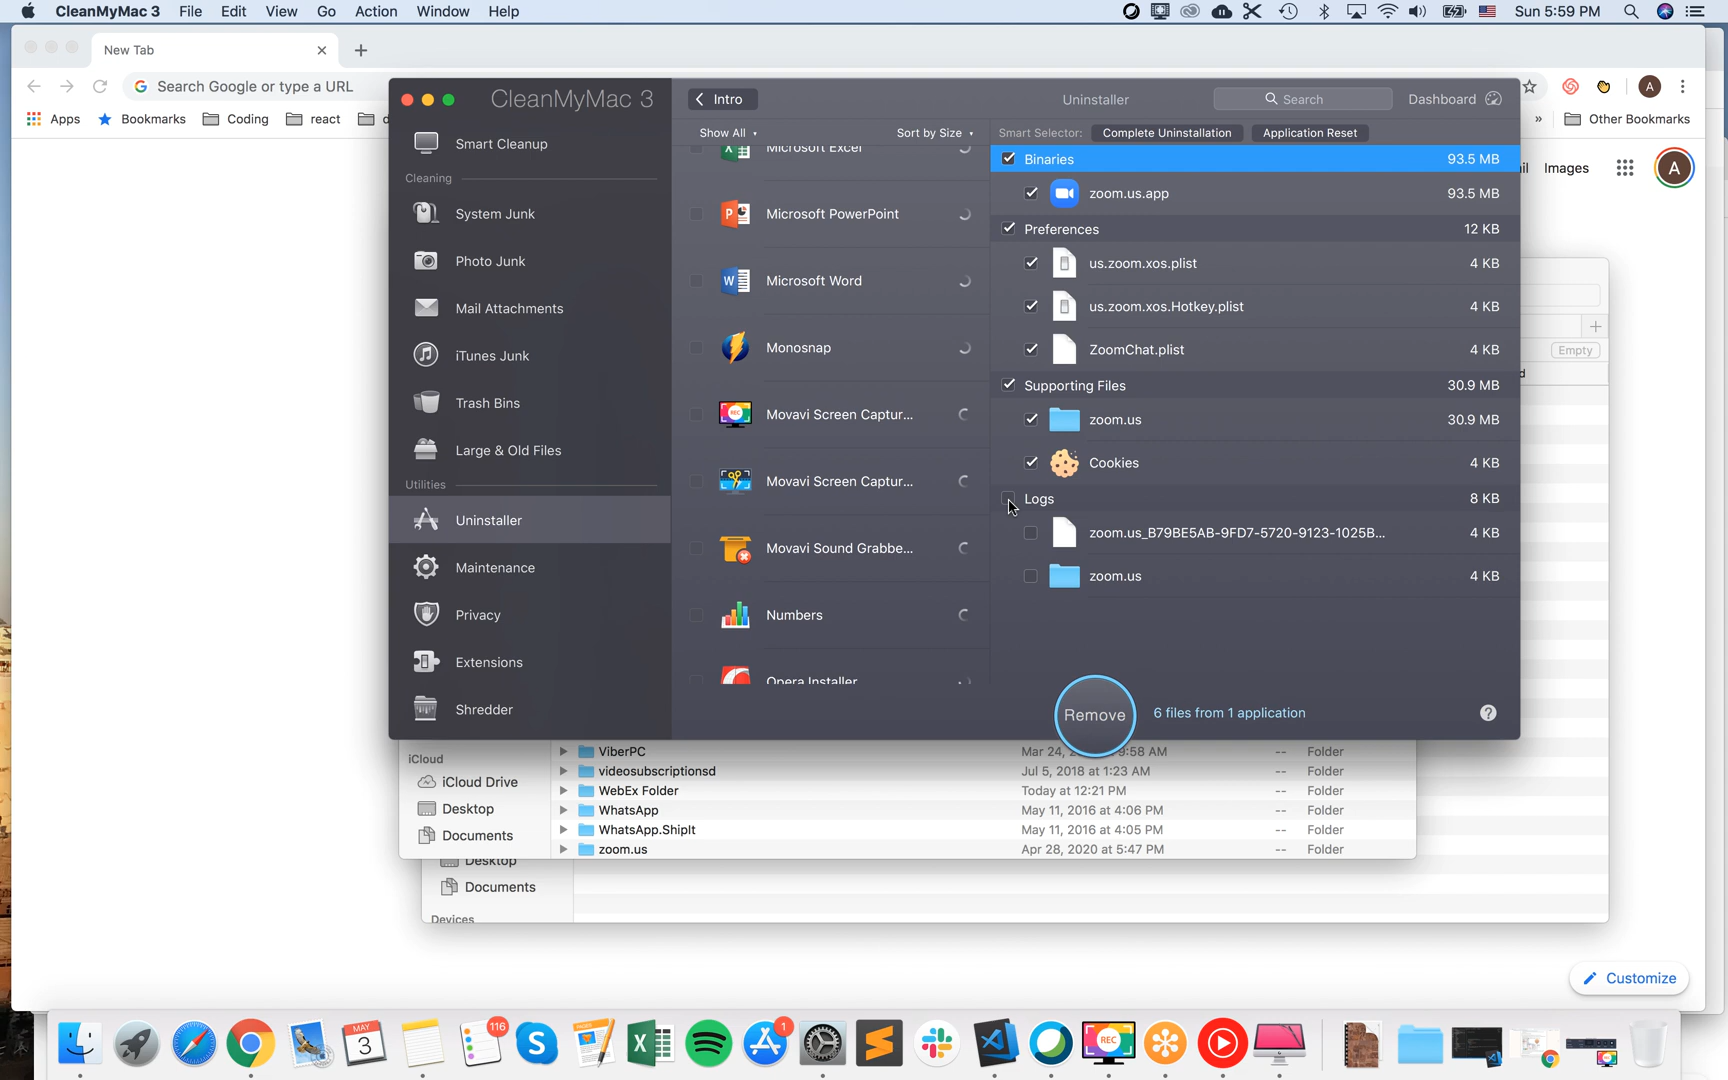 CleanMyMac 3 File Edit View Go Action Window Help Sun 5:59 PM
New Tab
Search Google or type a URL
Apps Bookmarks Coding react Other Bookmarks
Images A
CleanMyMac 3
Smart Cleanup
Cleaning
System Junk
Photo Junk
Mail Attachments
iTunes Junk
Trash Bins
Large & Old Files
Utilities
Uninstaller
Maintenance
Privacy
Extensions
Shredder
Intro Uninstaller Search Dashboard
Show All Sort by Size
Microsoft Excel
Microsoft PowerPoint
Microsoft Word
Monosnap
Movavi Screen Captur...
Movavi Screen Captur...
Movavi Sound Grabbe...
Numbers
Opera Installer
Smart Selector: Complete Uninstallation Application Reset
Binaries 93.5 MB
zoom.us.app 93.5 MB
Preferences 12 KB
us.zoom.xos.plist 4 KB
us.zoom.xos.Hotkey.plist 4 KB
ZoomChat.plist 4 KB
Supporting Files 30.9 MB
zoom.us 30.9 MB
Cookies 4 KB
Logs 8 KB
zoom.us_B79BE5AB-9FD7-5720-9123-1025B... 4 KB
zoom.us 4 KB
Remove 6 files from 1 application
Empty
iCloud
iCloud Drive
Desktop
Documents
ViberPC Mar 24, 9:58 AM -- Folder
videosubscriptionsd Jul 5, 2018 at 1:23 AM -- Folder
WebEx Folder Today at 12:21 PM -- Folder
WhatsApp May 11, 2016 at 4:06 PM -- Folder
WhatsApp.ShipIt May 11, 2016 at 4:05 PM -- Folder
zoom.us Apr 28, 2020 at 5:47 PM -- Folder
Desktop
Documents
Devices
Customize
MAY 3
116
1
PAGES
REC